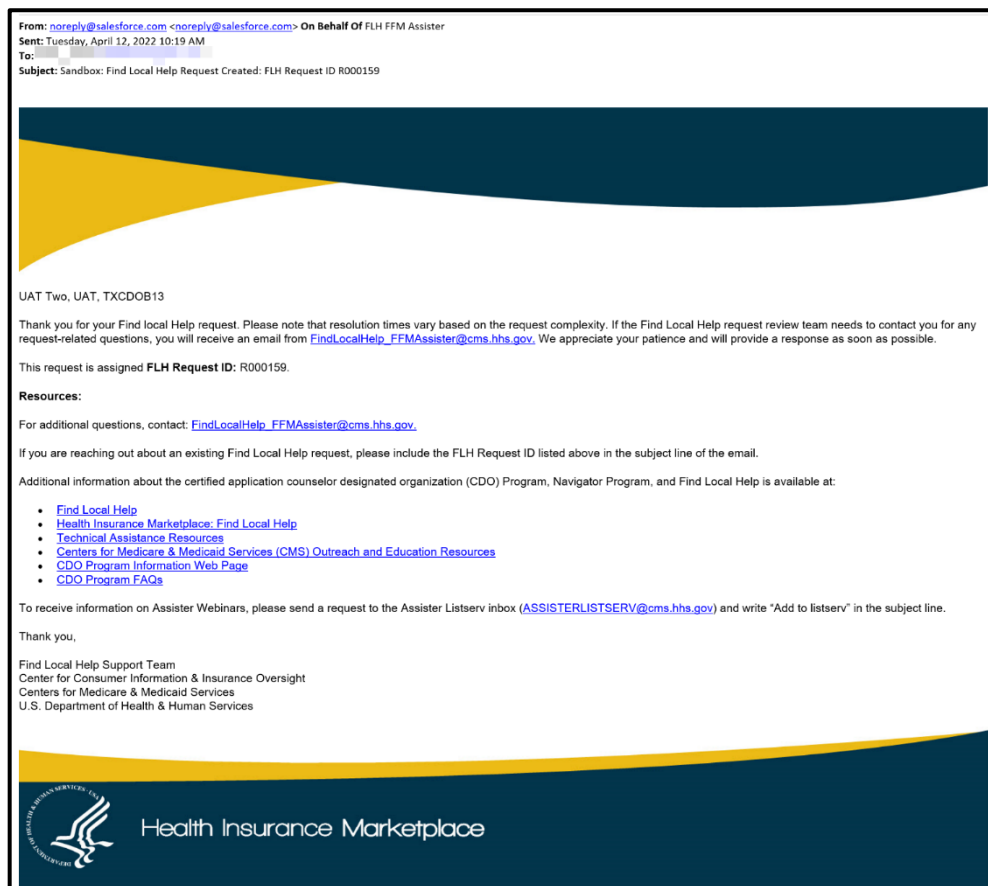 From: noreply@salesforce.com <noreply@salesforce.com> On Behalf Of FLH FFM Assister
Sent: Tuesday, April 12, 2022 10:19 AM
To:
Subject: Sandbox: Find Local Help Request Created: FLH Request ID R000159
UAT Two, UAT, TXCDOB13
Thank you for your Find local Help request. Please note that resolution times vary based on the request complexity. If the Find Local Help request review team needs to contact you for any
request-related questions, you will receive an email from FindLocalHelp_FFMAssister@cms.hhs.gov. We appreciate your patience and will provide a response as soon as possible.
This request is assigned FLH Request ID: R000159.
Resources:
For additional questions, contact: FindLocalHelp_FFMAssister@cms.hhs.gov.
If you are reaching out about an existing Find Local Help request, please include the FLH Request ID listed above in the subject line of the email.
Additional information about the certified application counselor designated organization (CDO) Program, Navigator Program, and Find Local Help is available at:
• Find Local Help
• Health Insurance Marketplace: Find Local Help
• Technical Assistance Resources
• Centers for Medicare & Medicaid Services (CMS) Outreach and Education Resources
• CDO Program Information Web Page
• CDO Program FAQs
To receive information on Assister Webinars, please send a request to the Assister Listserv inbox (ASSISTERLISTSERV@cms.hhs.gov) and write “Add to listserv” in the subject line.
Thank you,
Find Local Help Support Team
Center for Consumer Information & Insurance Oversight
Centers for Medicare & Medicaid Services
U.S. Department of Health & Human Services
DEPARTMENT OF HEALTH & HUMAN SERVICES • USA
Health Insurance Marketplace